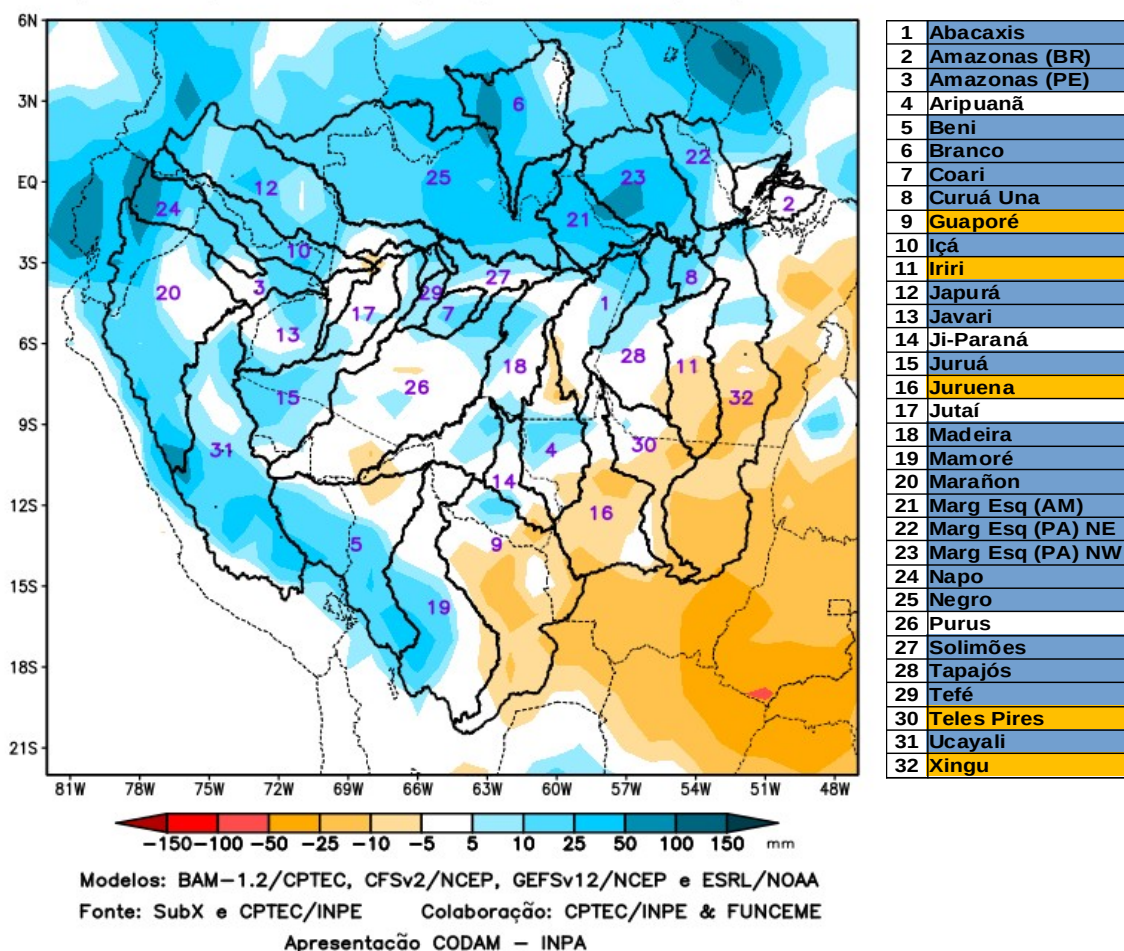 6N
3N
EQ
3S
6S
9S
12S
15S
18S
21S
81W 78W 75W 72W 69W 66W 63W 60W 57W 54W 51W 48W
6
22
12
25
23
24
21
2
10
20
3
27
8
29
1
17
7
13
28
18
11
26
15
32
31
4
30
14
16
5
9
19
1 Abacaxis
2 Amazonas (BR)
3 Amazonas (PE)
4 Aripuanã
5 Beni
6 Branco
7 Coari
8 Curuá Una
9 Guaporé
10 Içá
11 Iriri
12 Japurá
13 Javari
14 Ji-Paraná
15 Juruá
16 Juruena
17 Jutaí
18 Madeira
19 Mamoré
20 Marañon
21 Marg Esq (AM)
22 Marg Esq (PA) NE
23 Marg Esq (PA) NW
24 Napo
25 Negro
26 Purus
27 Solimões
28 Tapajós
29 Tefé
30 Teles Pires
31 Ucayali
32 Xingu
-150 -100 -50 -25 -10 -5 5 10 25 50 100 150 mm
Modelos: BAM-1.2/CPTEC, CFSv2/NCEP, GEFSv12/NCEP e ESRL/NOAA
Fonte: SubX e CPTEC/INPE Colaboração: CPTEC/INPE & FUNCEME
Apresentação CODAM - INPA